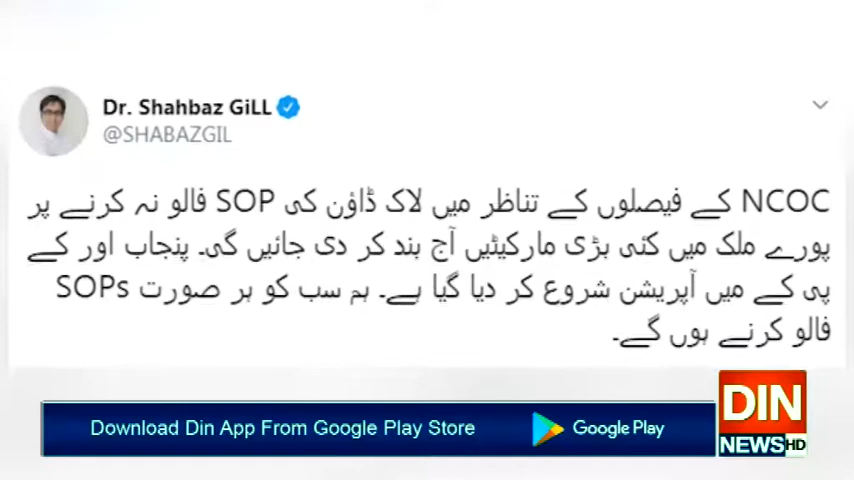 Dr. Shahbaz GiLL
@SHABAZGIL
NCOC کے فیصلوں کے تناظر میں لاک ڈاؤن کی SOP فالو نہ کرنے پر
پورے ملک میں کئی بڑی مارکیٹیں آج بند کر دی جائیں گی۔ پنجاب اور کے
پی کے میں آپریشن شروع کر دیا گیا ہے۔ ہم سب کو ہر صورت SOPs
فالو کرنے ہوں گے۔
Download Din App From Google Play Store
Google Play
DIN
NEWS HD